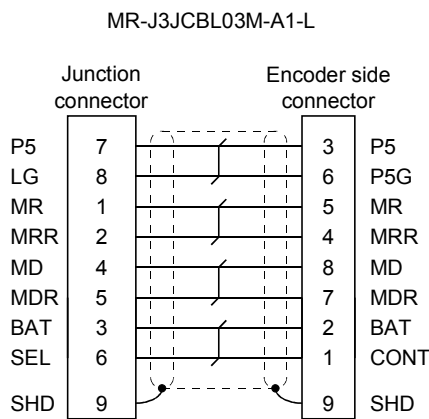 MR-J3JCBL03M-A1-L
Junction connector
Encoder side connector
P5 7 3 P5
LG 8 6 P5G
MR 1 5 MR
MRR 2 4 MRR
MD 4 8 MD
MDR 5 7 MDR
BAT 3 2 BAT
SEL 6 1 CONT
SHD 9 9 SHD